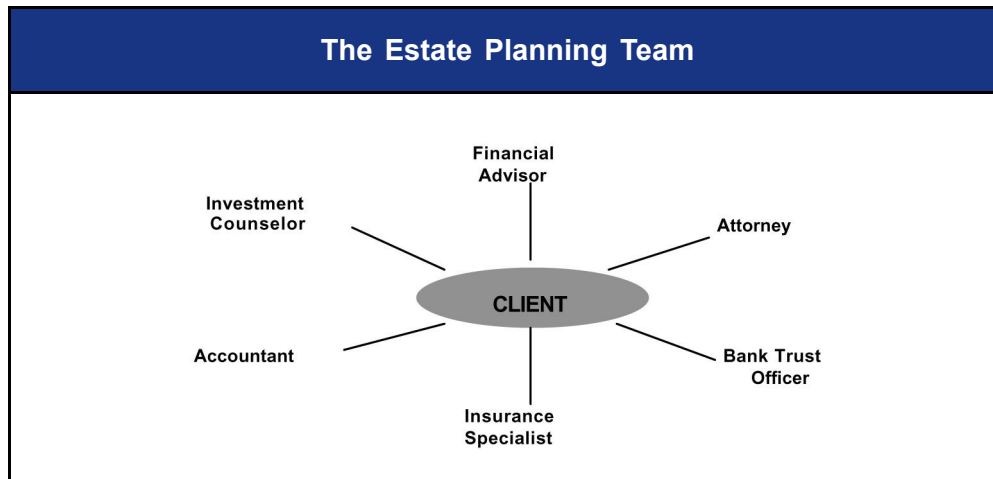 The Estate Planning Team
Financial
Advisor
Investment
Counselor
Attorney
CLIENT
Accountant
Bank Trust
Officer
Insurance
Specialist